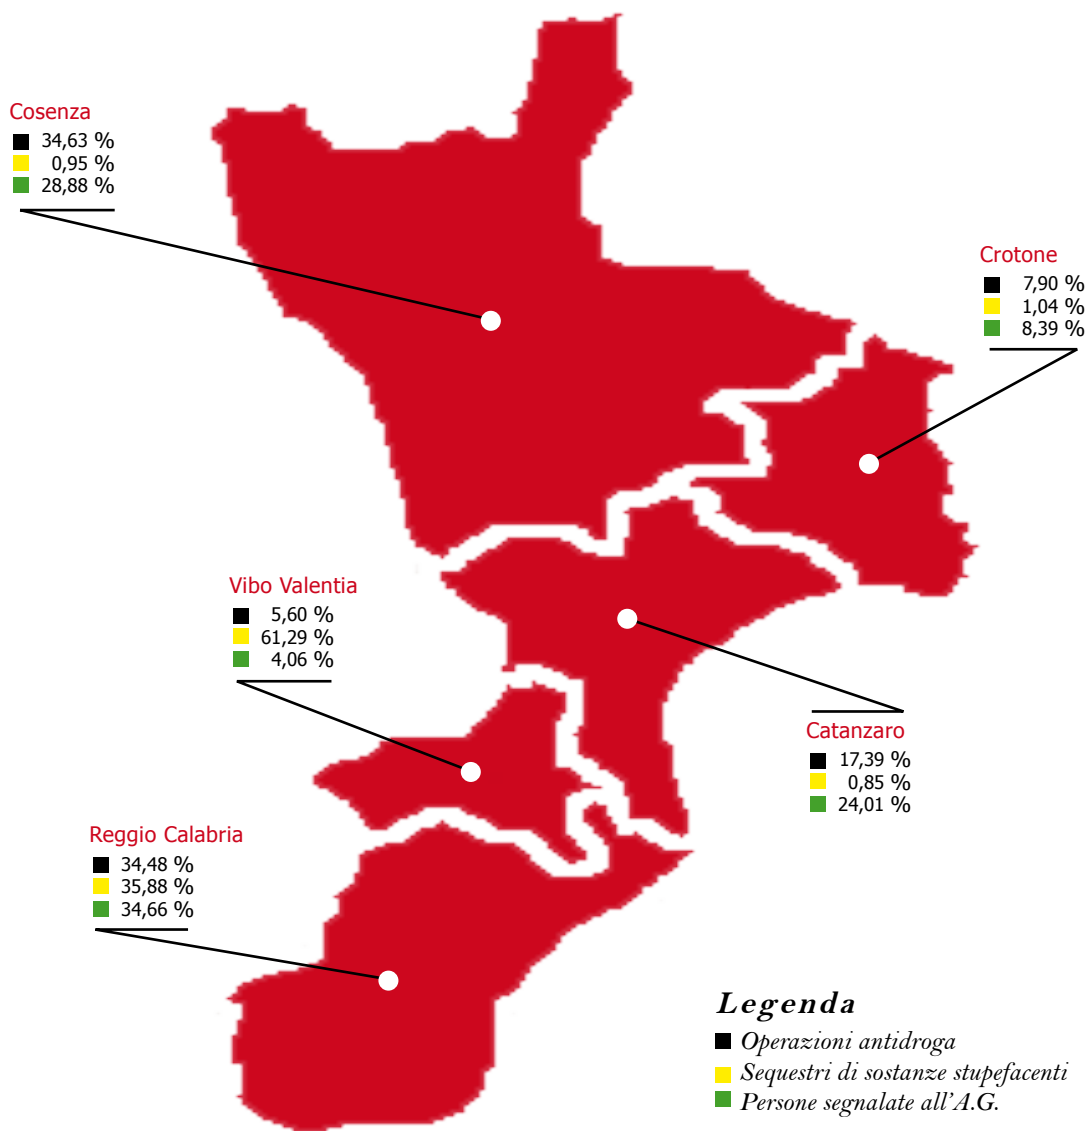 Cosenza
34,63 %
0,95 %
28,88 %
Crotone
7,90 %
1,04 %
8,39 %
Vibo Valentia
5,60 %
61,29 %
4,06 %
Catanzaro
17,39 %
0,85 %
24,01 %
Reggio Calabria
34,48 %
35,88 %
34,66 %
Legenda
Operazioni antidroga
Sequestri di sostanze stupefacenti
Persone segnalate all'A.G.